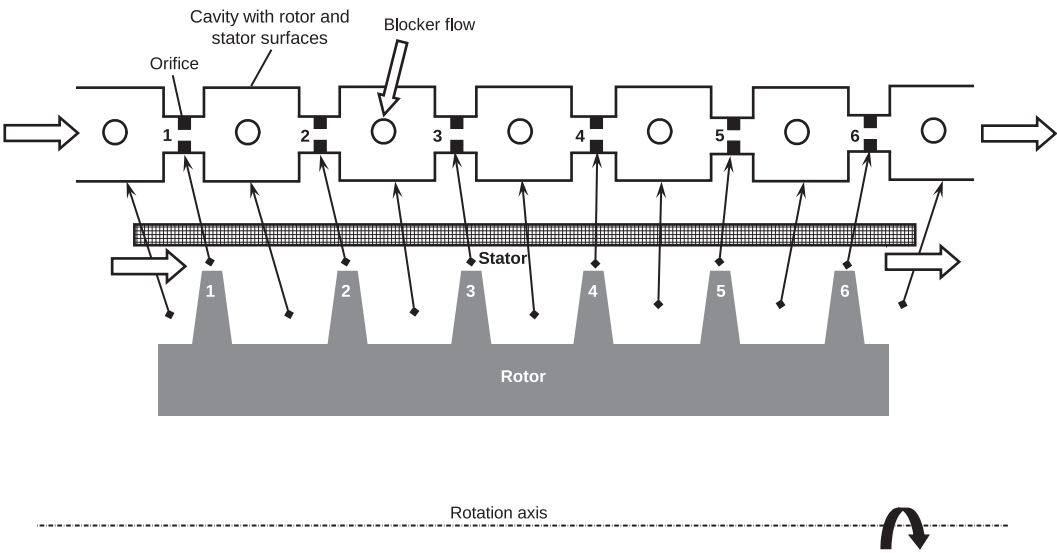 Cavity with rotor and
stator surfaces
Blocker flow
Orifice
1
2
3
4
5
6
Stator
1
2
3
4
5
6
Rotor
Rotation axis